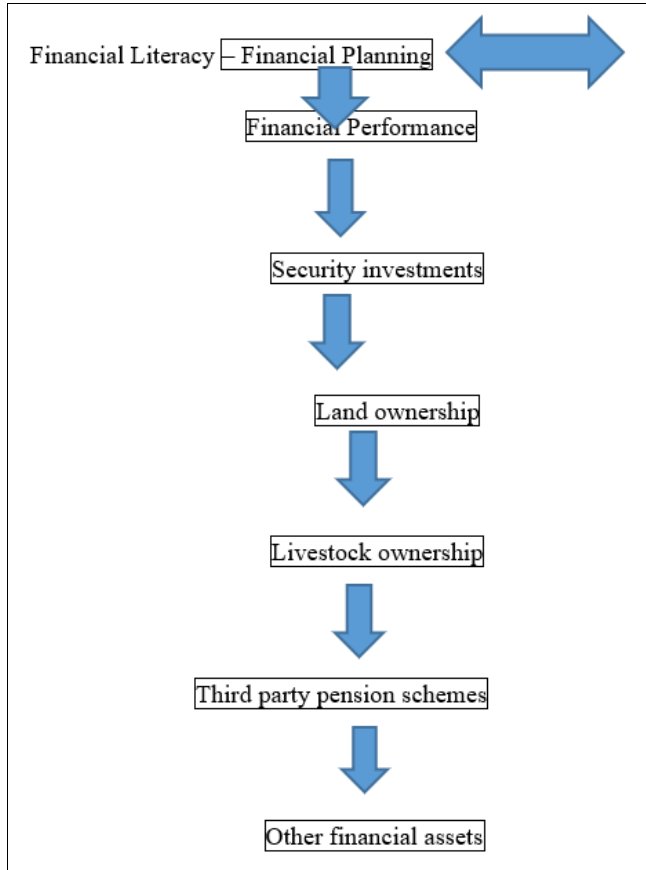 Financial Literacy – Financial Planning
Financial Performance
Security investments
Land ownership
Livestock ownership
Third party pension schemes
Other financial assets